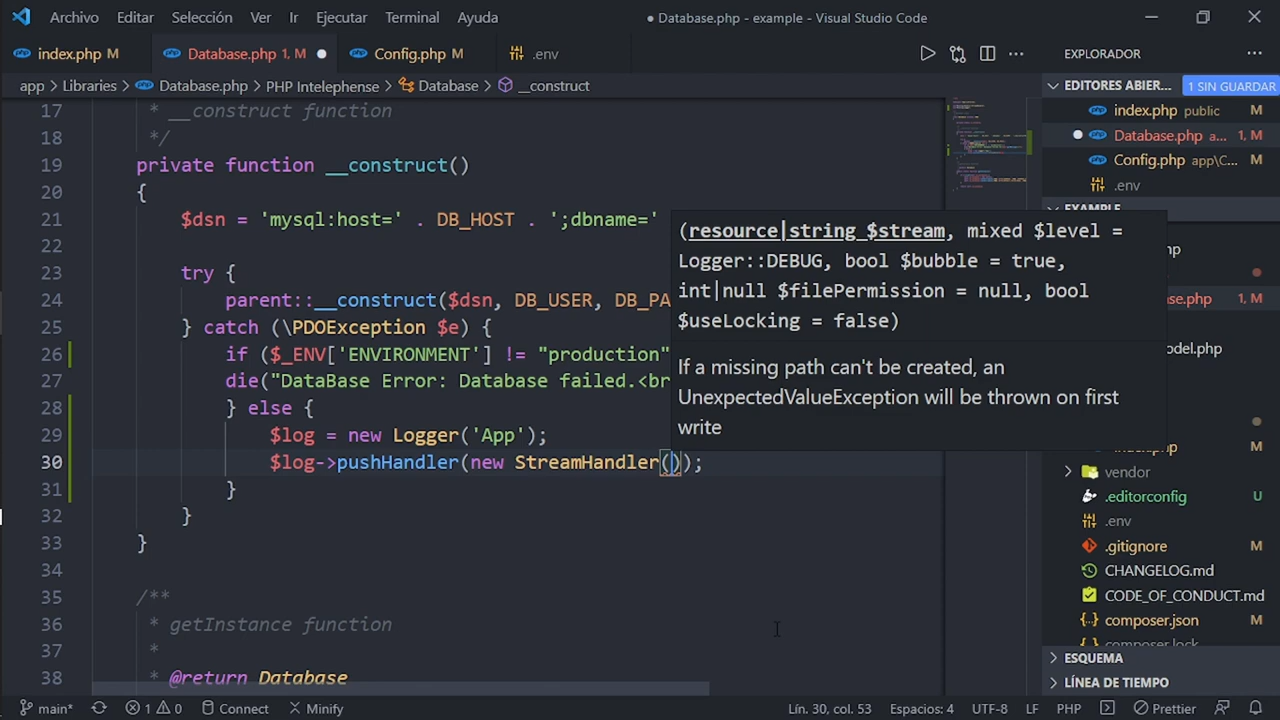 Archivo Editar Selección Ver Ir Ejecutar Terminal Ayuda
● Database.php - example - Visual Studio Code
index.php M
Database.php 1, M
Config.php M
.env
EXPLORADOR
app > Libraries > Database.php > PHP Intelephense > Database > __construct
EDITORES ABIER...
1 SIN GUARDAR
index.php public M
Database.php a... 1, M
Config.php app\C... M
.env
EXAMPLE
17 * __construct function
18 */
19 private function __construct()
20 {
21 $dsn = 'mysql:host=' . DB_HOST . ';dbname='
22
23 try {
24 parent::__construct($dsn, DB_USER, DB_PA
25 } catch (\PDOException $e) {
26 if ($_ENV['ENVIRONMENT'] != "production"
27 die("DataBase Error: Database failed.<br
28 } else {
29 $log = new Logger('App');
30 $log->pushHandler(new StreamHandler());
31 }
32 }
33 }
34
35 /**
36 * getInstance function
37 *
38 * @return Database
(resource|string $stream, mixed $level =
Logger::DEBUG, bool $bubble = true,
int|null $filePermission = null, bool
$useLocking = false)
If a missing path can't be created, an
UnexpectedValueException will be thrown on first
write
1, M
vendor
.editorconfig U
.env
.gitignore M
CHANGELOG.md
CODE_OF_CONDUCT.md
composer.json M
composer.lock
ESQUEMA
LÍNEA DE TIEMPO
main* 1 0 Connect Minify
Lín. 30, col. 53 Espacios: 4 UTF-8 LF PHP Prettier